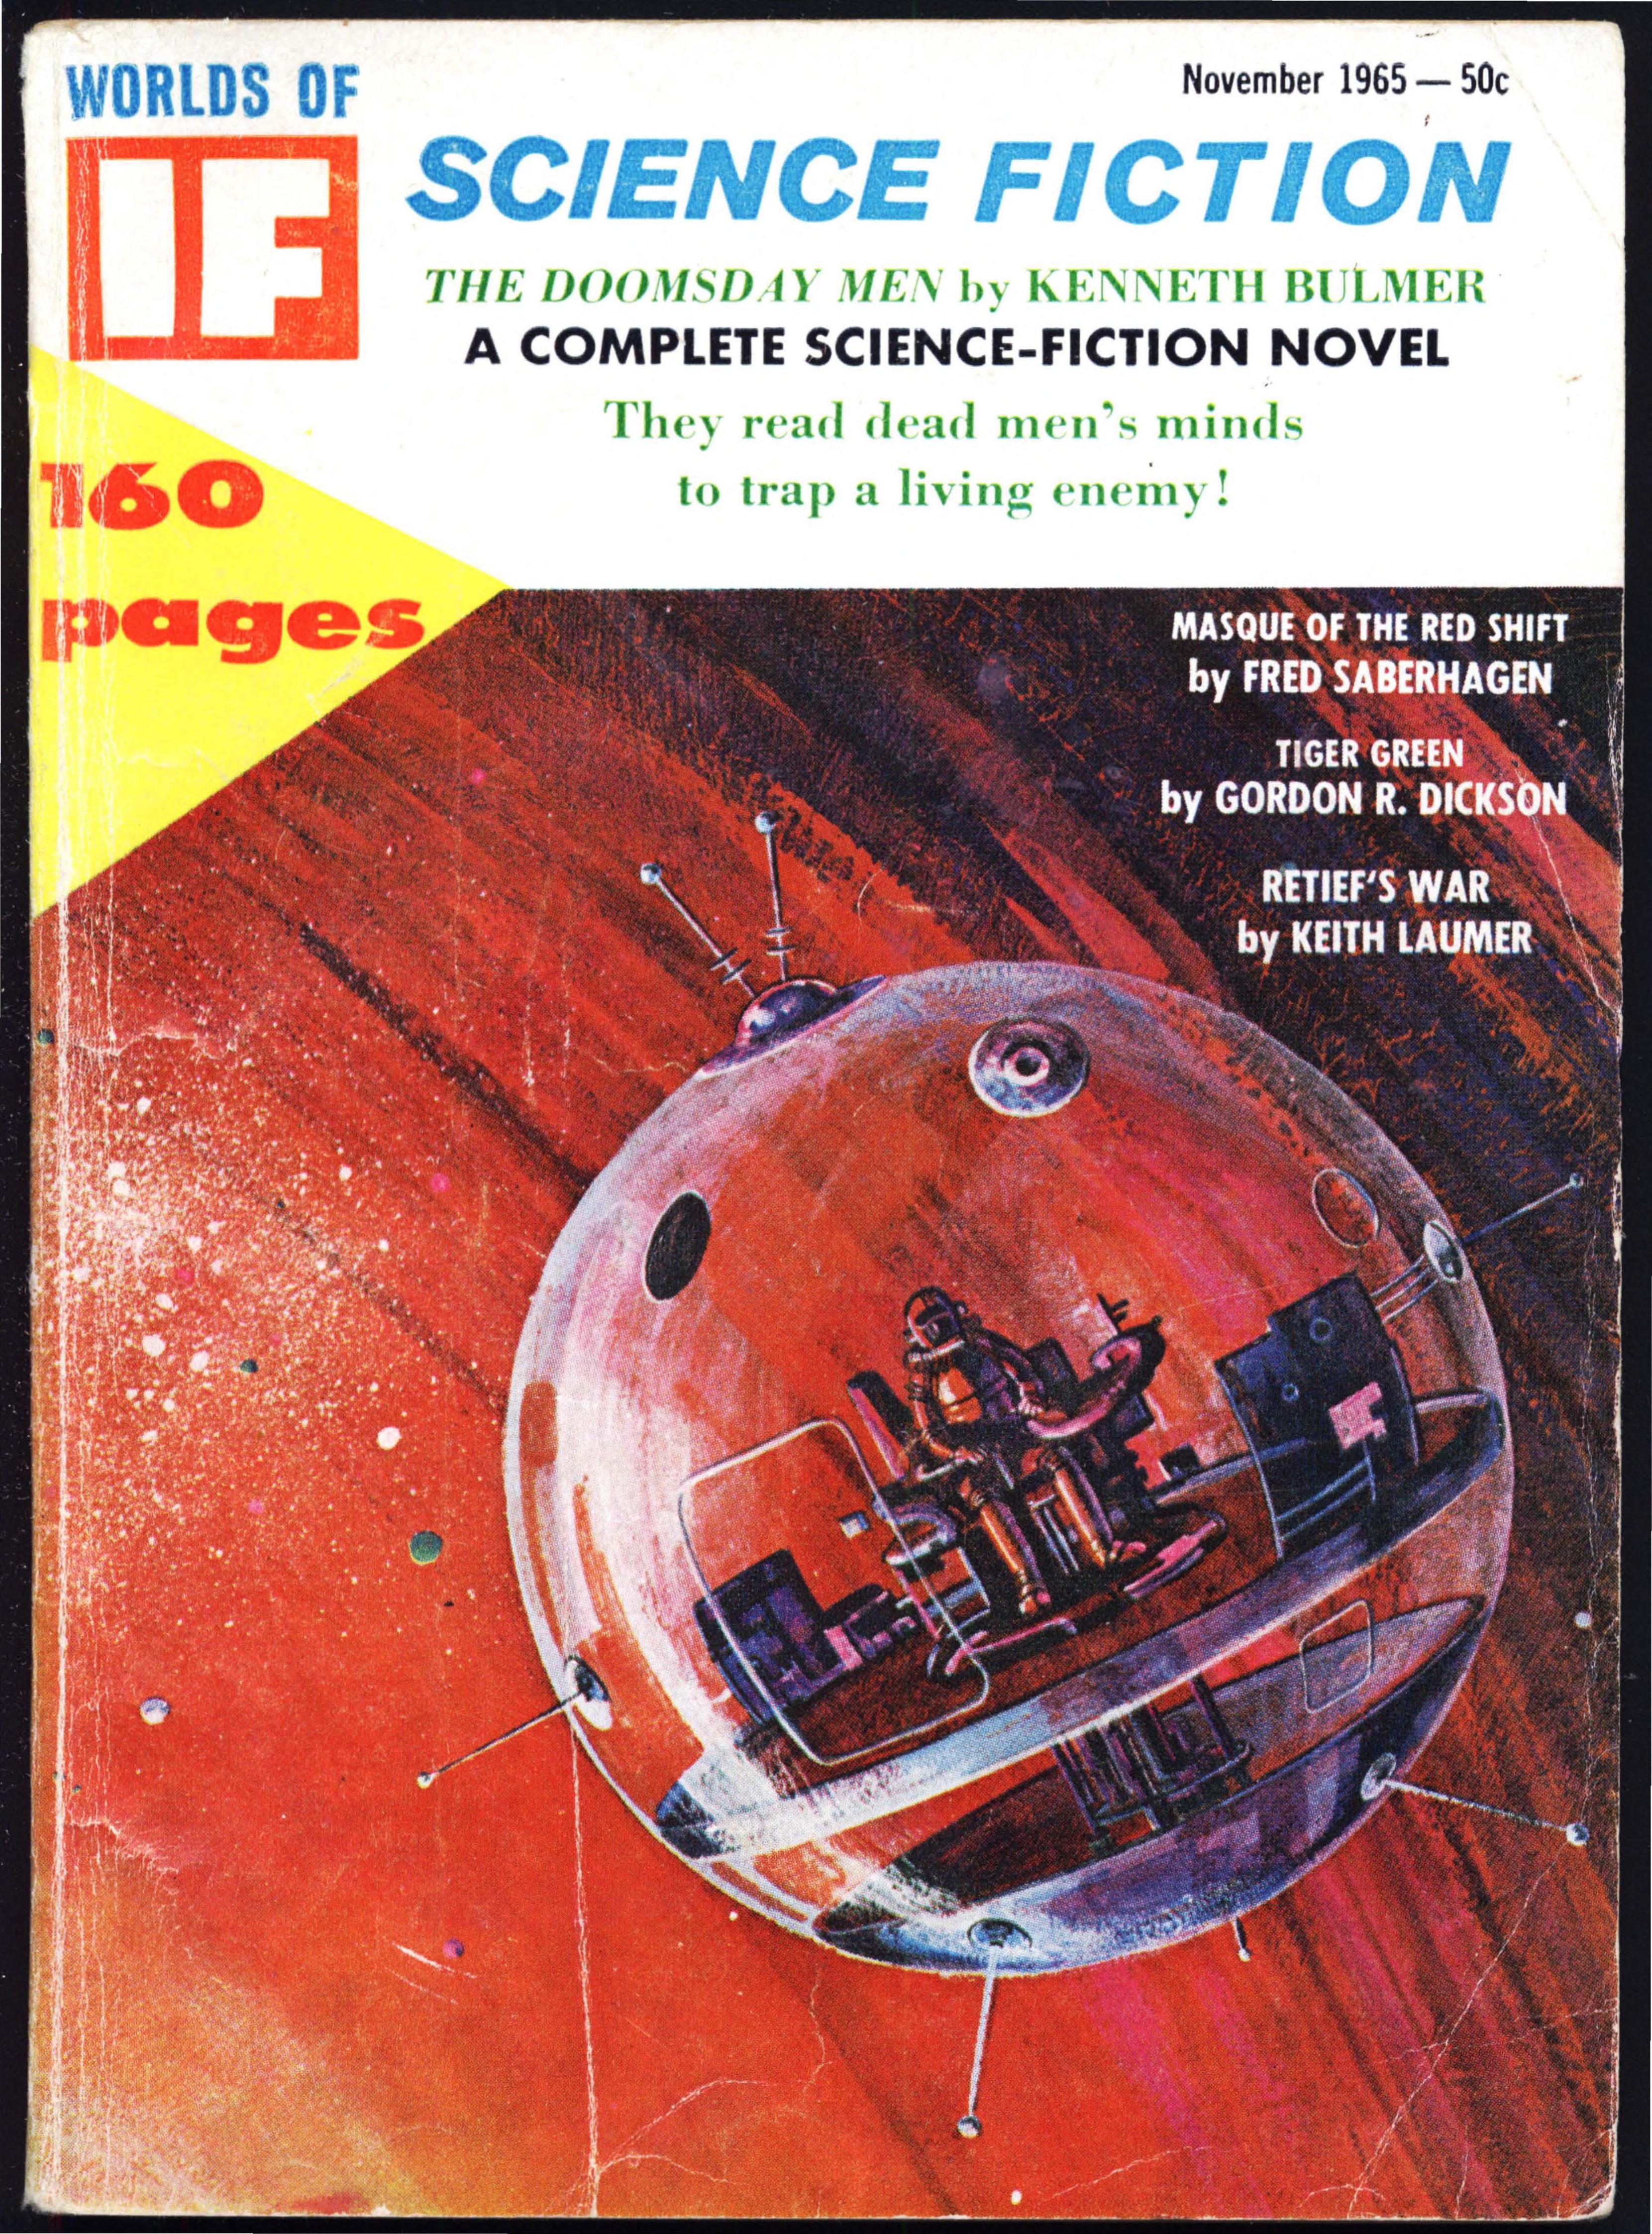 WORLDS OF
IF
November 1965 — 50c
SCIENCE FICTION
THE DOOMSDAY MEN by KENNETH BULMER
A COMPLETE SCIENCE-FICTION NOVEL
They read dead men's minds
to trap a living enemy!
160
pages
MASQUE OF THE RED SHIFT
by FRED SABERHAGEN
TIGER GREEN
by GORDON R. DICKSON
RETIEF'S WAR
by KEITH LAUMER